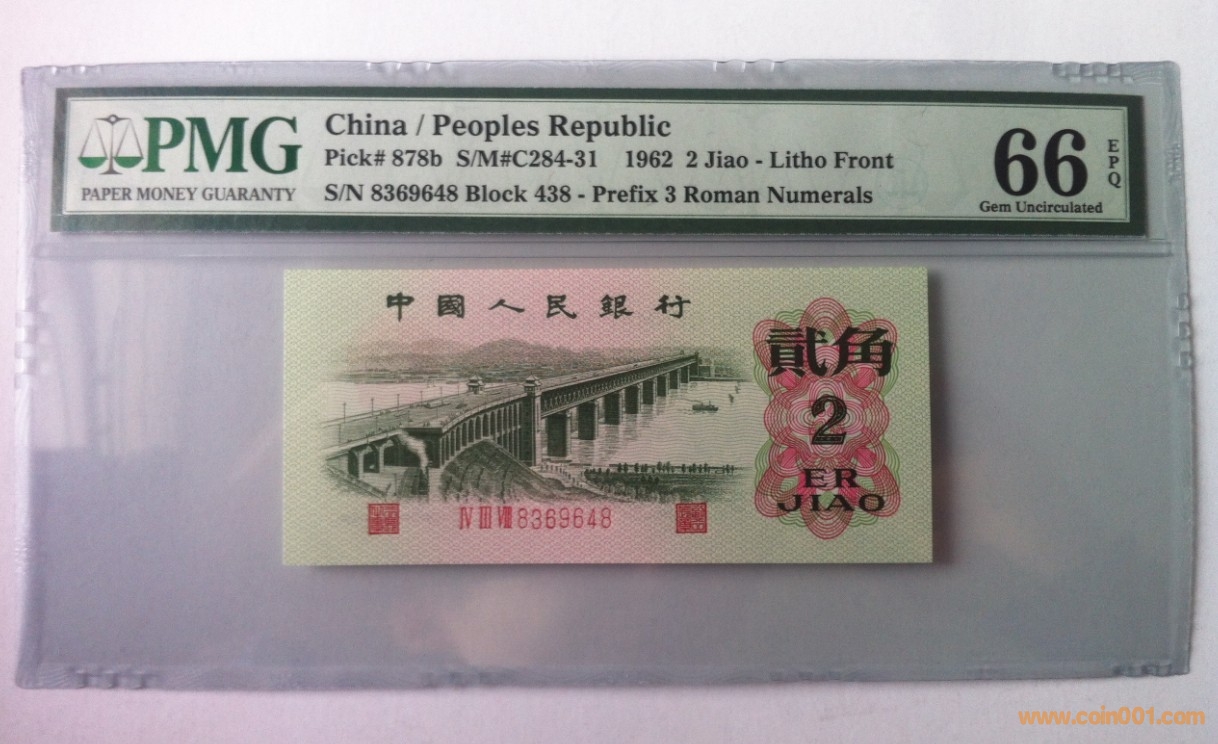 PMG
PAPER MONEY GUARANTY
China / Peoples Republic
Pick# 878b S/M#C284-31 1962 2 Jiao - Litho Front
S/N 8369648 Block 438 - Prefix 3 Roman Numerals
66
EPQ
Gem Uncirculated
中國人民銀行
貳角
2
ER
JIAO
IV III VIII 8369648
www.coin001.com